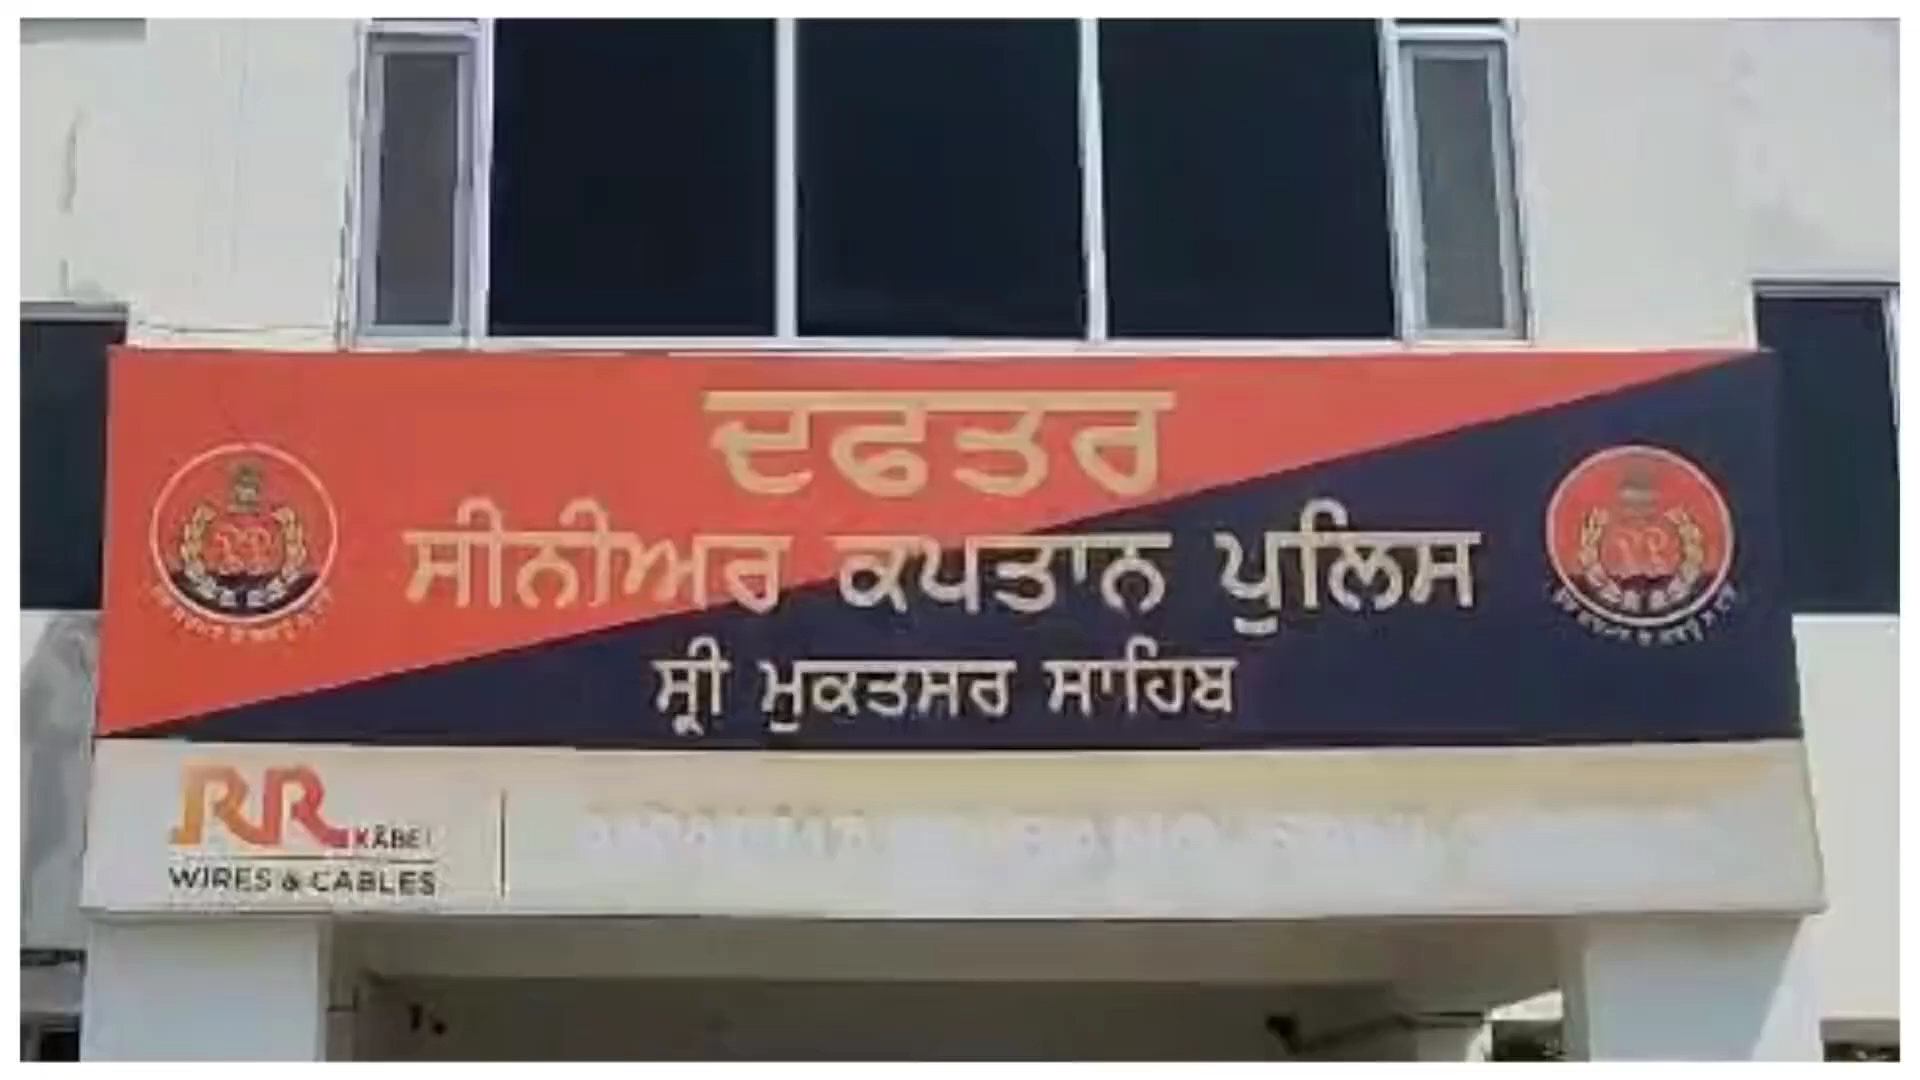 ਦਫਤਰ
ਸੀਨੀਅਰ ਕਪਤਾਨ ਪੁਲਿਸ
ਸ੍ਰੀ ਮੁਕਤਸਰ ਸਾਹਿਬ
RR
KABEL
WIRES & CABLES